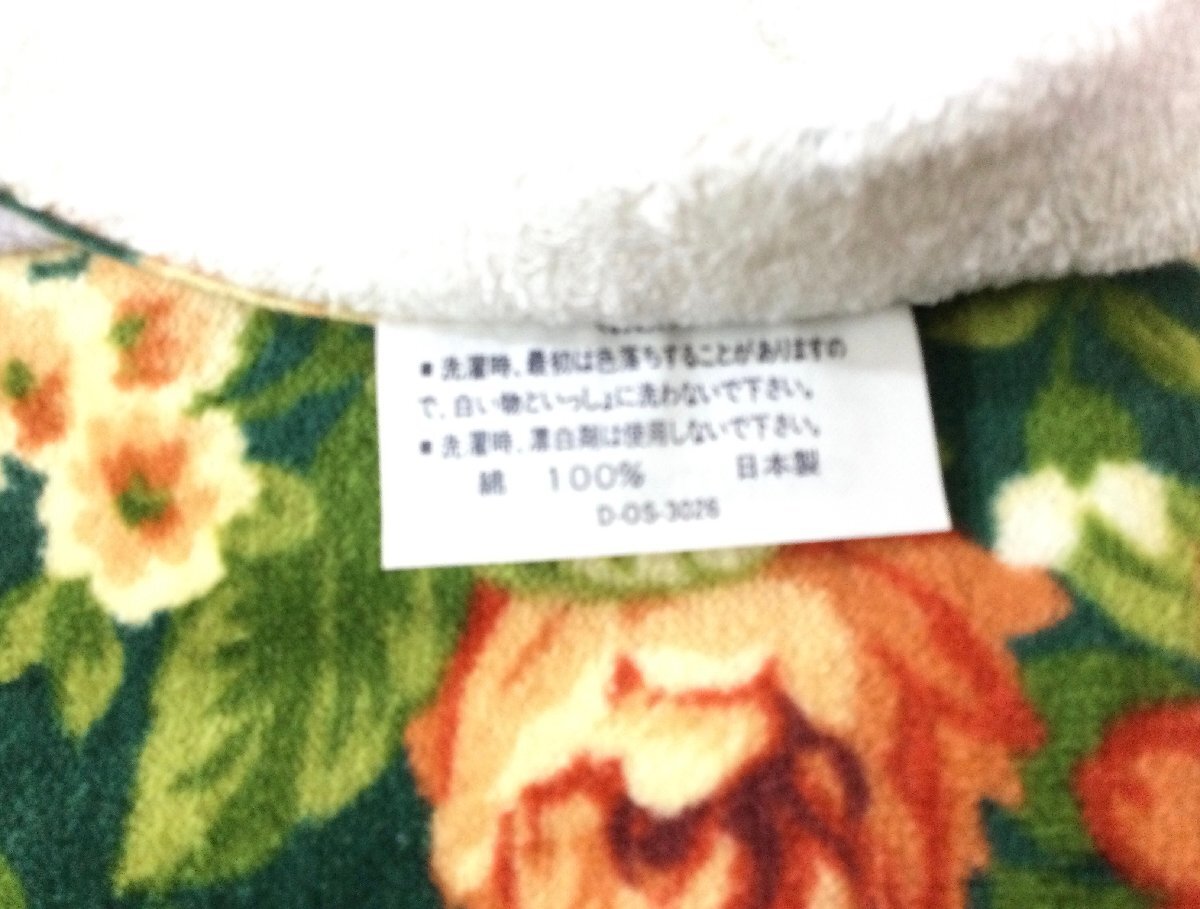 ■ 洗濯時、最初は色落ちすることがありますの
で、白い物といっしょに洗わないで下さい。
■ 洗濯時、漂白剤は使用しないで下さい。
綿 100% 日本製
D-OS-3026